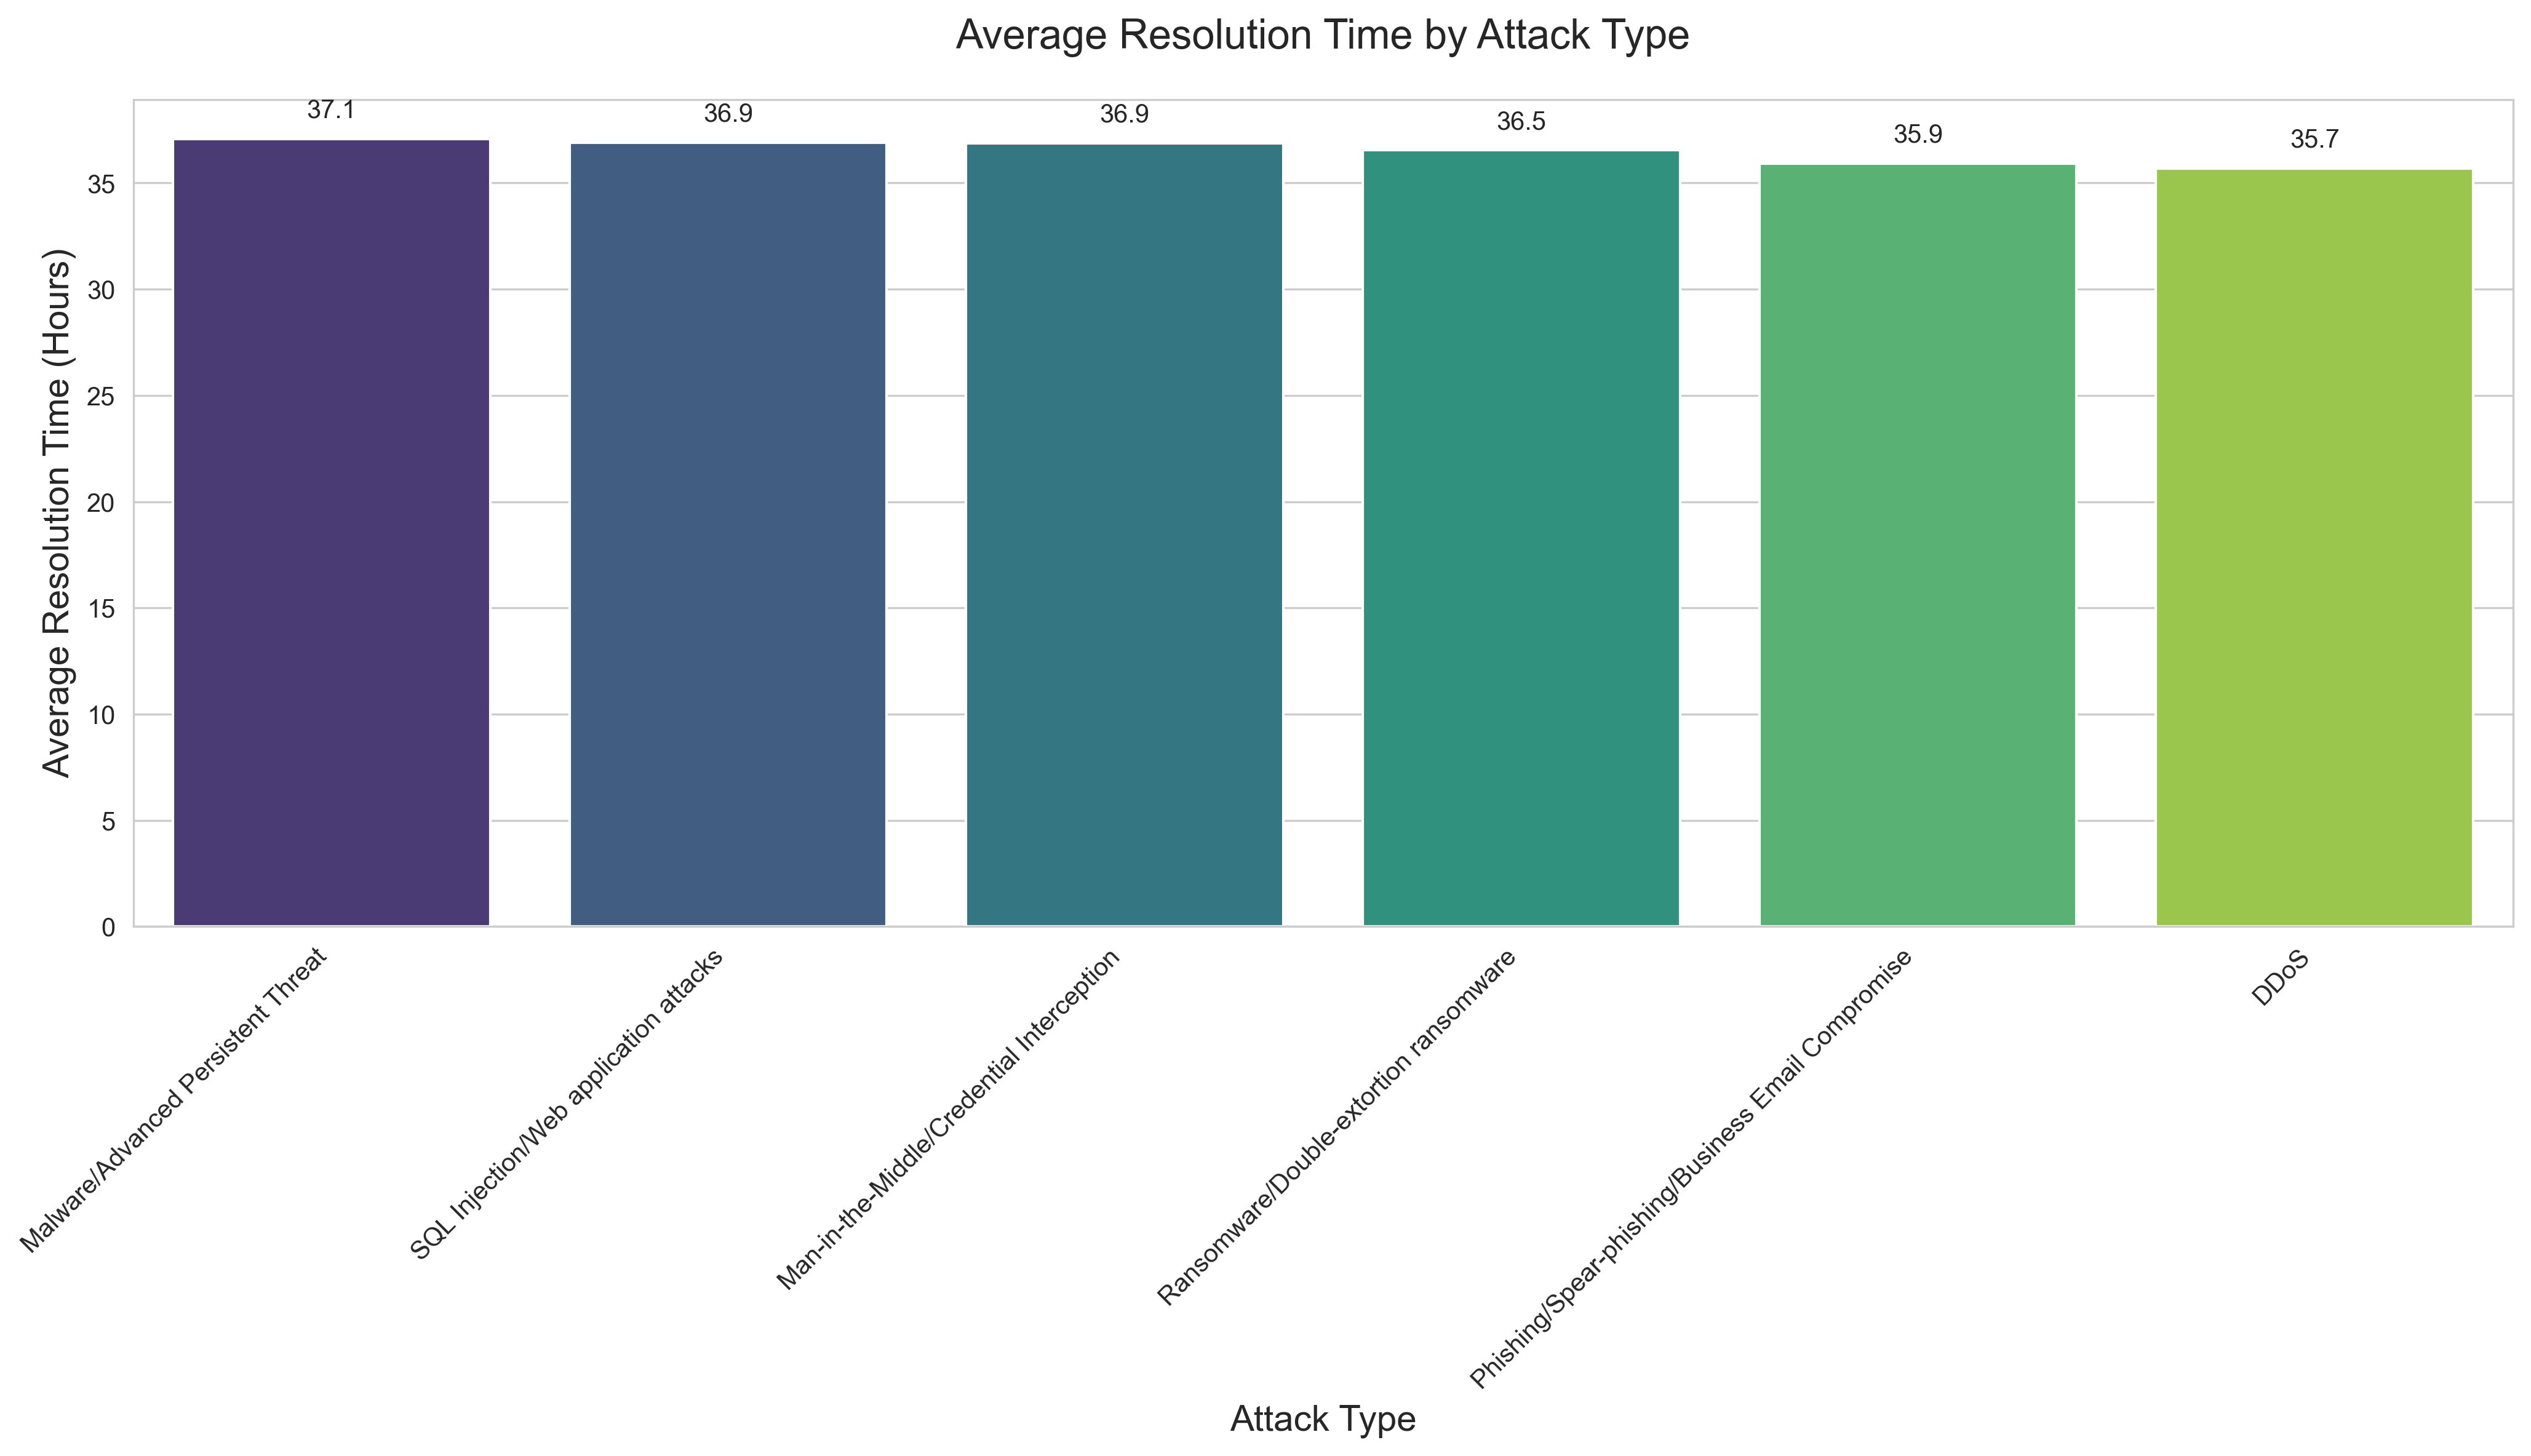 Average Resolution Time by Attack Type
37.1
36.9
36.9
36.5
35.9
35.7
Average Resolution Time (Hours)
35
30
25
20
15
10
5
0
Malware/Advanced Persistent Threat
SQL Injection/Web application attacks
Man-in-the-Middle/Credential Interception
Ransomware/Double-extortion ransomware
Phishing/Spear-phishing/Business Email Compromise
DDoS
Attack Type